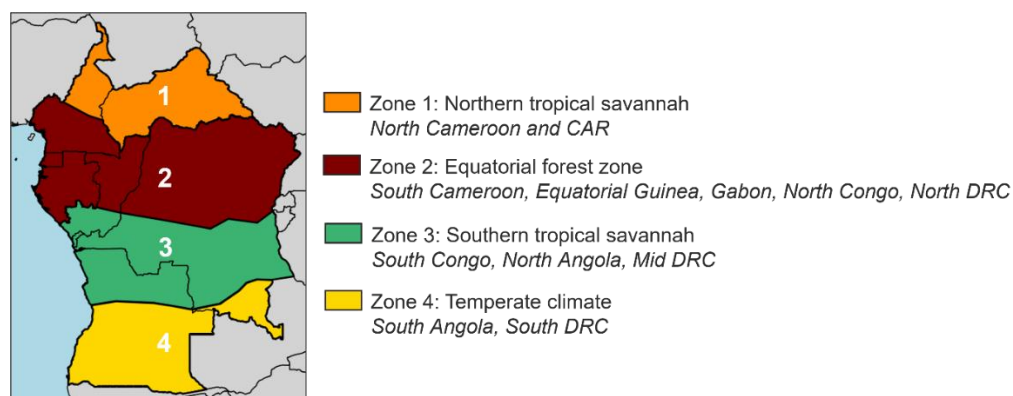 1
2
3
4
Zone 1: Northern tropical savannah
North Cameroon and CAR
Zone 2: Equatorial forest zone
South Cameroon, Equatorial Guinea, Gabon, North Congo, North DRC
Zone 3: Southern tropical savannah
South Congo, North Angola, Mid DRC
Zone 4: Temperate climate
South Angola, South DRC